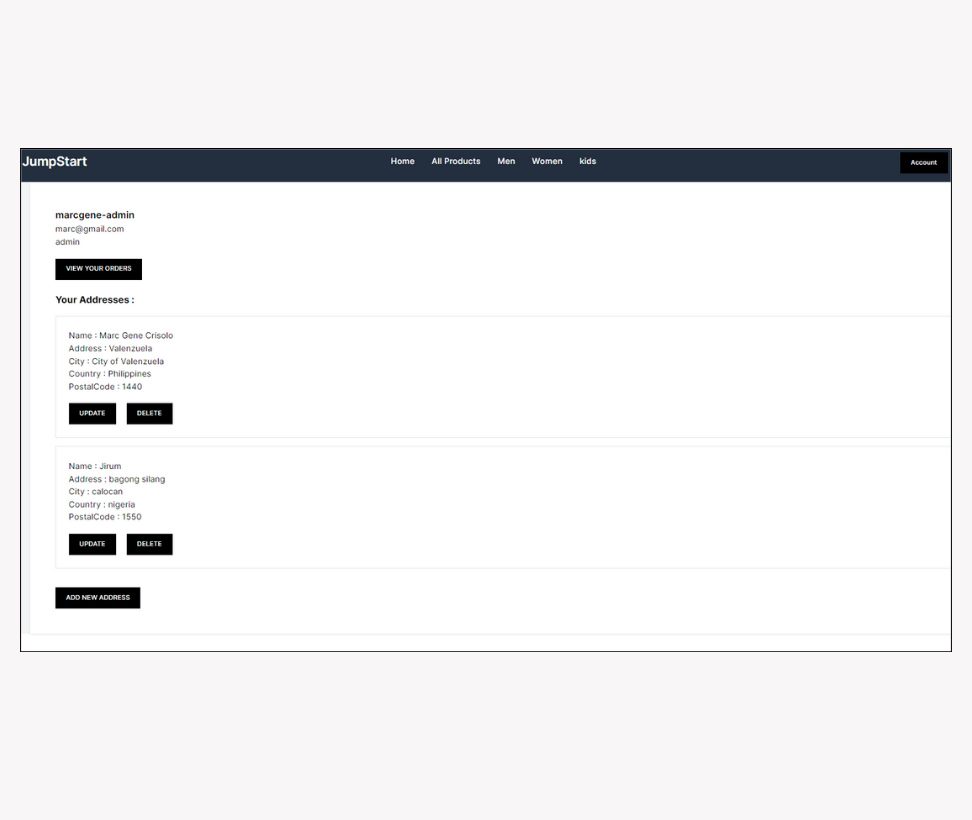 JumpStart
Home All Products Men Women kids
Account
marcgene-admin
marc@gmail.com
admin
VIEW YOUR ORDERS
Your Addresses :
Name : Marc Gene Crisolo
Address : Valenzuela
City : City of Valenzuela
Country : Philippines
PostalCode : 1440
UPDATE DELETE
Name : Jirum
Address : bagong silang
City : calocan
Country : nigeria
PostalCode : 1550
UPDATE DELETE
ADD NEW ADDRESS